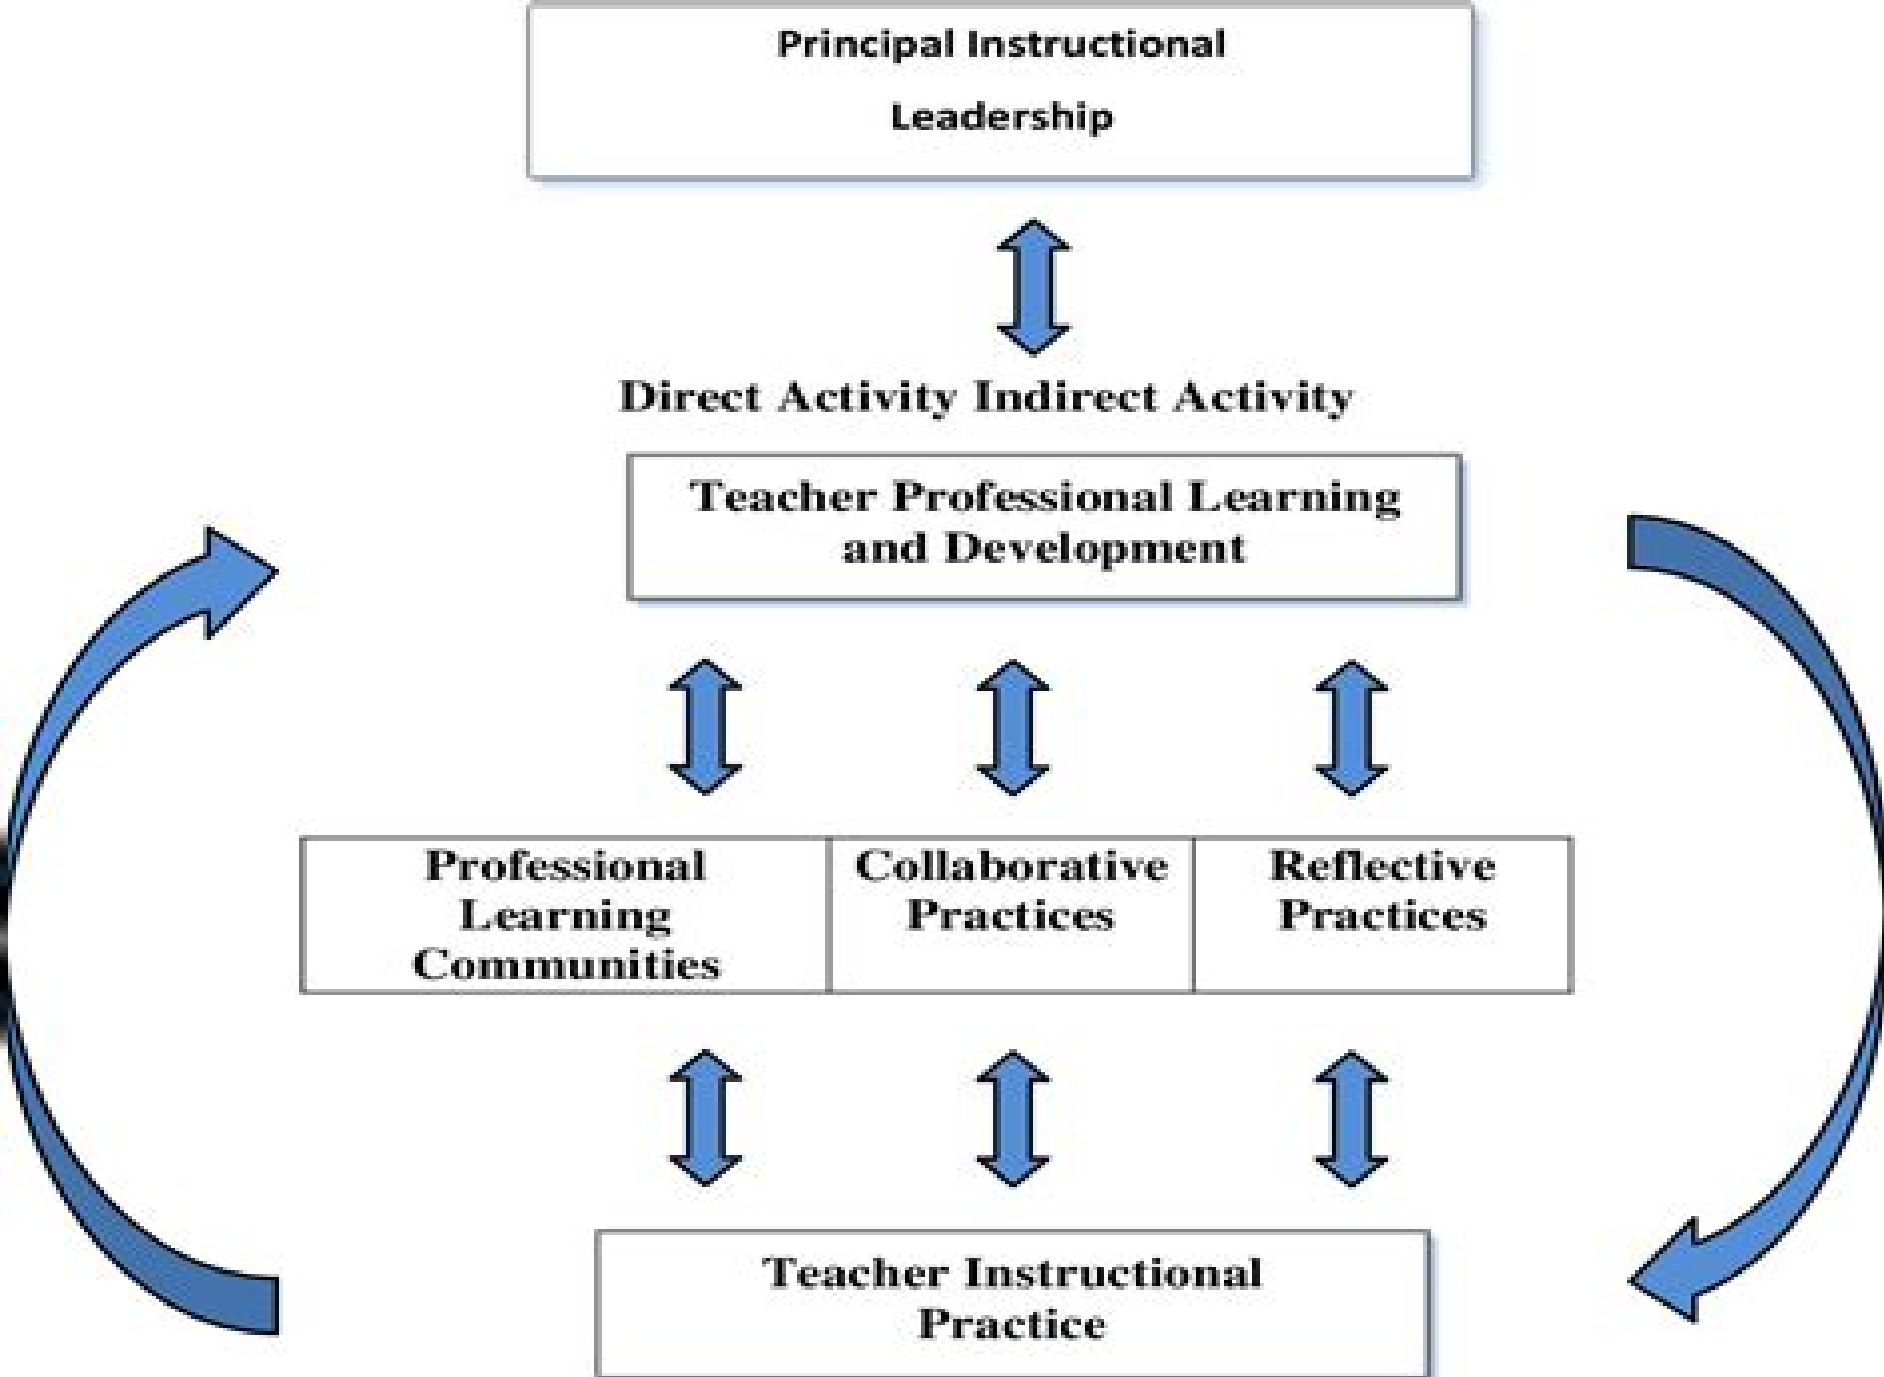 Principal Instructional
Leadership
Direct Activity Indirect Activity
Teacher Professional Learning
and Development
Professional
Learning
Communities
Collaborative
Practices
Reflective
Practices
Teacher Instructional
Practice